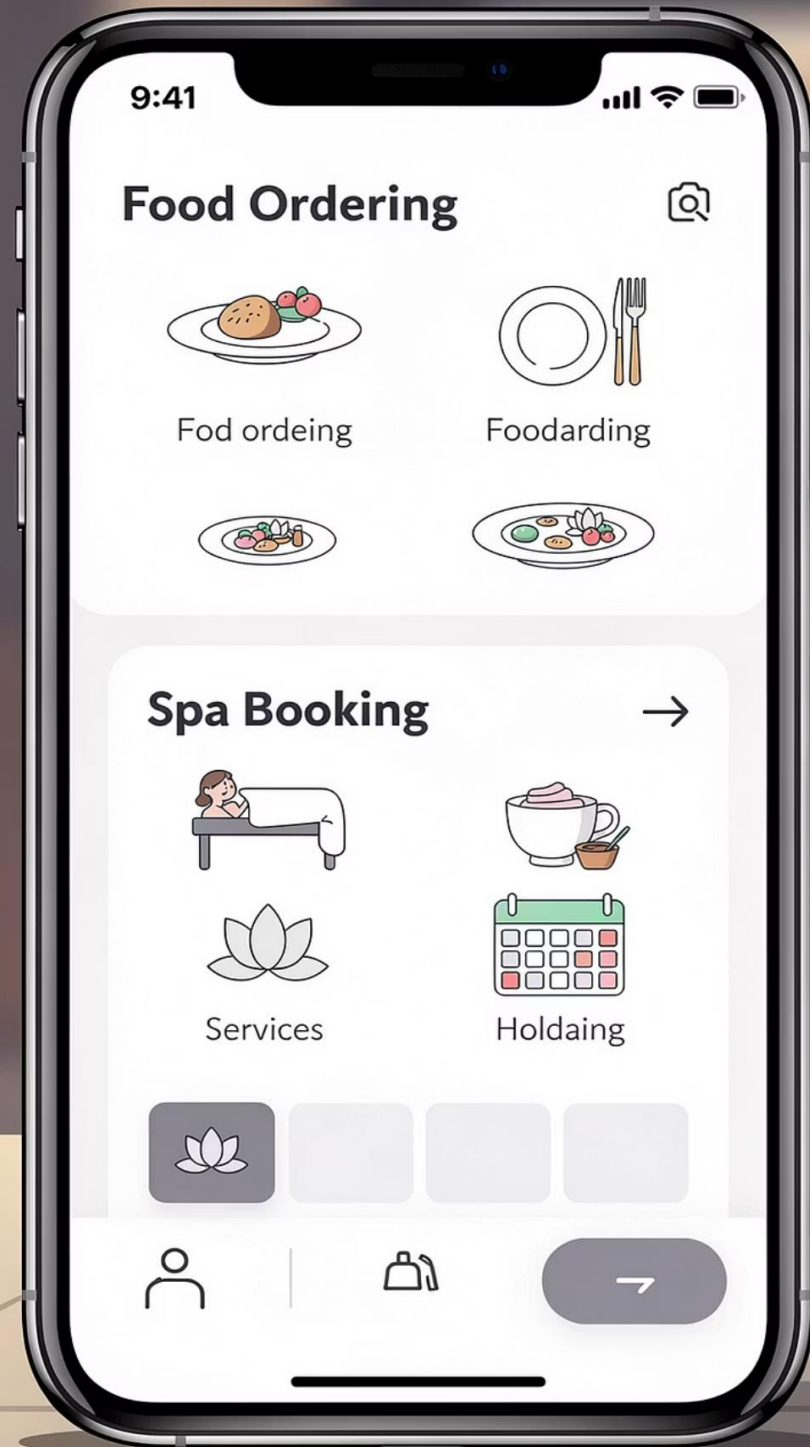 9:41
Food Ordering
Fod ordeing
Foodarding
Spa Booking
Services
Holdaing